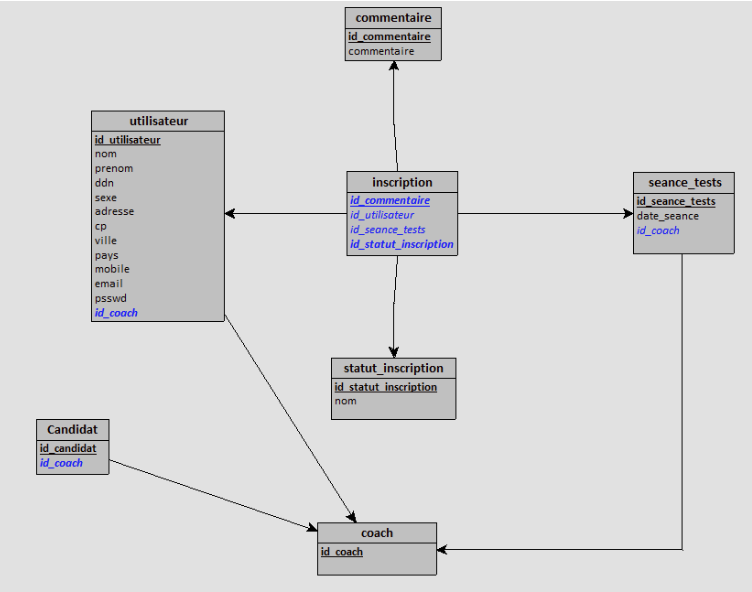 commentaire
id_commentaire
commentaire
utilisateur
id_utilisateur
nom
prenom
ddn
sexe
adresse
cp
ville
pays
mobile
email
psswd
id_coach
inscription
id_commentaire
id_utilisateur
id_seance_tests
id_statut_inscription
seance_tests
id_seance_tests
date_seance
id_coach
statut_inscription
id_statut_inscription
nom
Candidat
id_candidat
id_coach
coach
id_coach